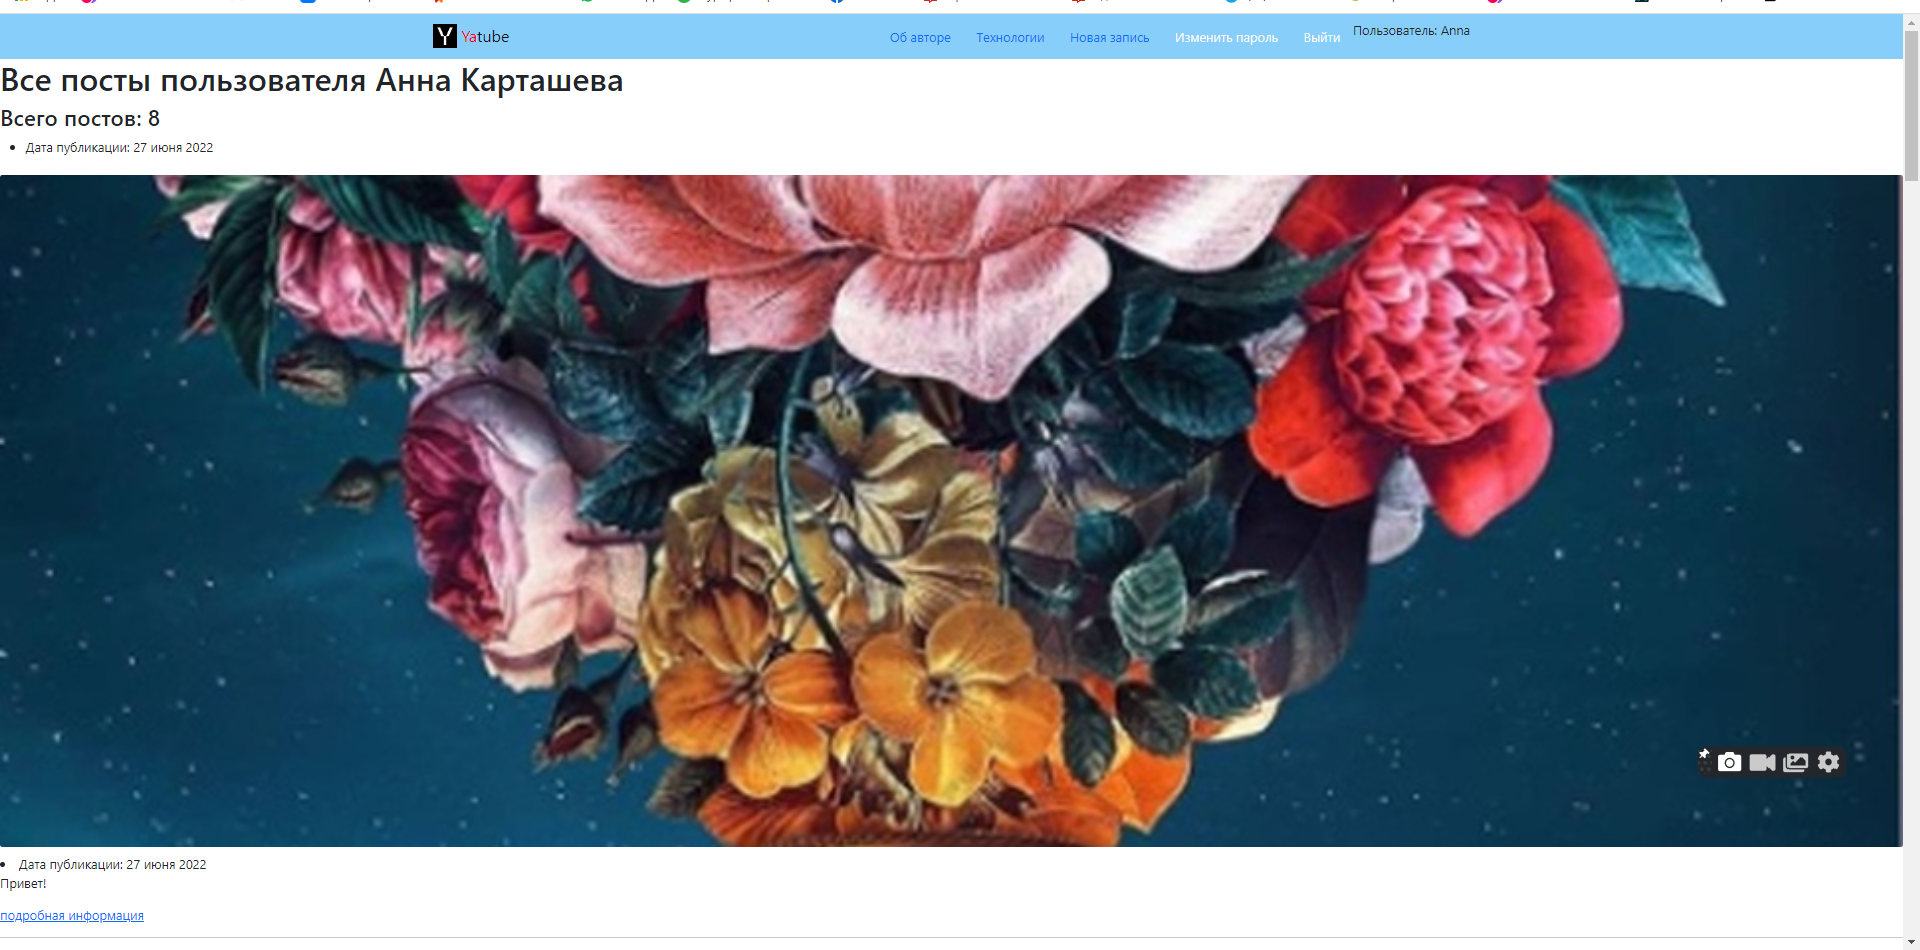 Yatube Об авторе Технологии Новая запись Изменить пароль Выйти Пользователь: Anna
Все посты пользователя Анна Карташева
Всего постов: 8
Дата публикации: 27 июня 2022
Дата публикации: 27 июня 2022
Привет!
подробная информация